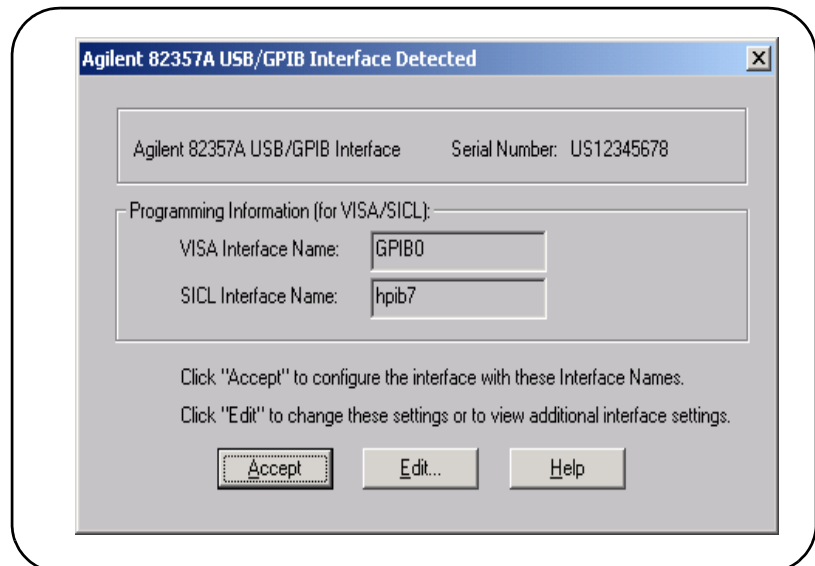 Agilent 82357A USB/GPIB Interface Detected
Agilent 82357A USB/GPIB Interface Serial Number: US12345678
Programming Information (for VISA/SICL):
VISA Interface Name: GPIB0
SICL Interface Name: hpib7
Click "Accept" to configure the interface with these Interface Names.
Click "Edit" to change these settings or to view additional interface settings.
Accept Edit... Help